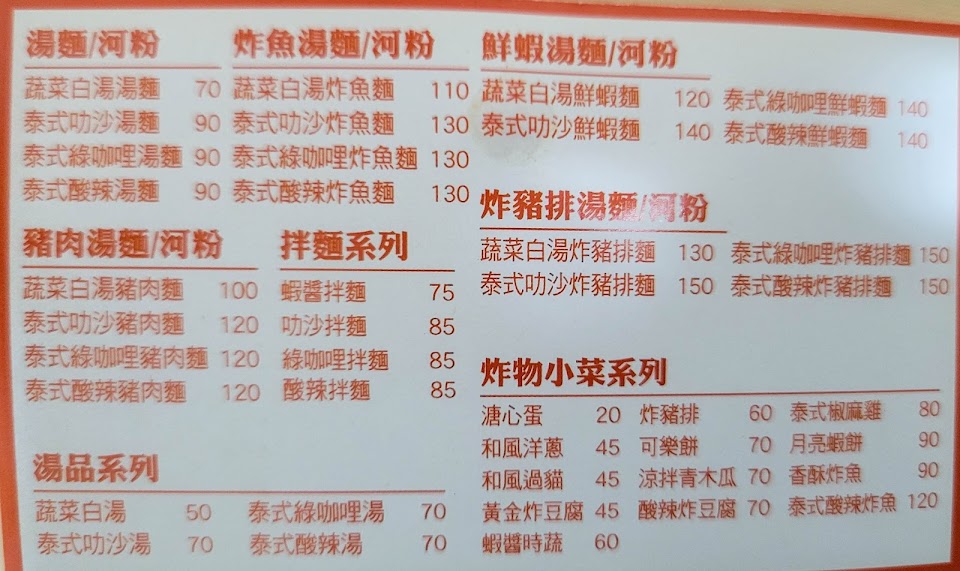 湯麵/河粉
蔬菜白湯湯麵 70
泰式叻沙湯麵 90
泰式綠咖哩湯麵 90
泰式酸辣湯麵 90
炸魚湯麵/河粉
蔬菜白湯炸魚麵 110
泰式叻沙炸魚麵 130
泰式綠咖哩炸魚麵 130
泰式酸辣炸魚麵 130
鮮蝦湯麵/河粉
蔬菜白湯鮮蝦麵 120 泰式綠咖哩鮮蝦麵 140
泰式叻沙鮮蝦麵 140 泰式酸辣鮮蝦麵 140
炸豬排湯麵/河粉
蔬菜白湯炸豬排麵 130 泰式綠咖哩炸豬排麵 150
泰式叻沙炸豬排麵 150 泰式酸辣炸豬排麵 150
豬肉湯麵/河粉
蔬菜白湯豬肉麵 100
泰式叻沙豬肉麵 120
泰式綠咖哩豬肉麵 120
泰式酸辣豬肉麵 120
拌麵系列
蝦醬拌麵 75
叻沙拌麵 85
綠咖哩拌麵 85
酸辣拌麵 85
炸物小菜系列
溏心蛋 20 炸豬排 60 泰式椒麻雞 80
和風洋蔥 45 可樂餅 70 月亮蝦餅 90
和風過貓 45 涼拌青木瓜 70 香酥炸魚 90
黃金炸豆腐 45 酸辣炸豆腐 70 泰式酸辣炸魚 120
蝦醬時蔬 60
湯品系列
蔬菜白湯 50 泰式綠咖哩湯 70
泰式叻沙湯 70 泰式酸辣湯 70